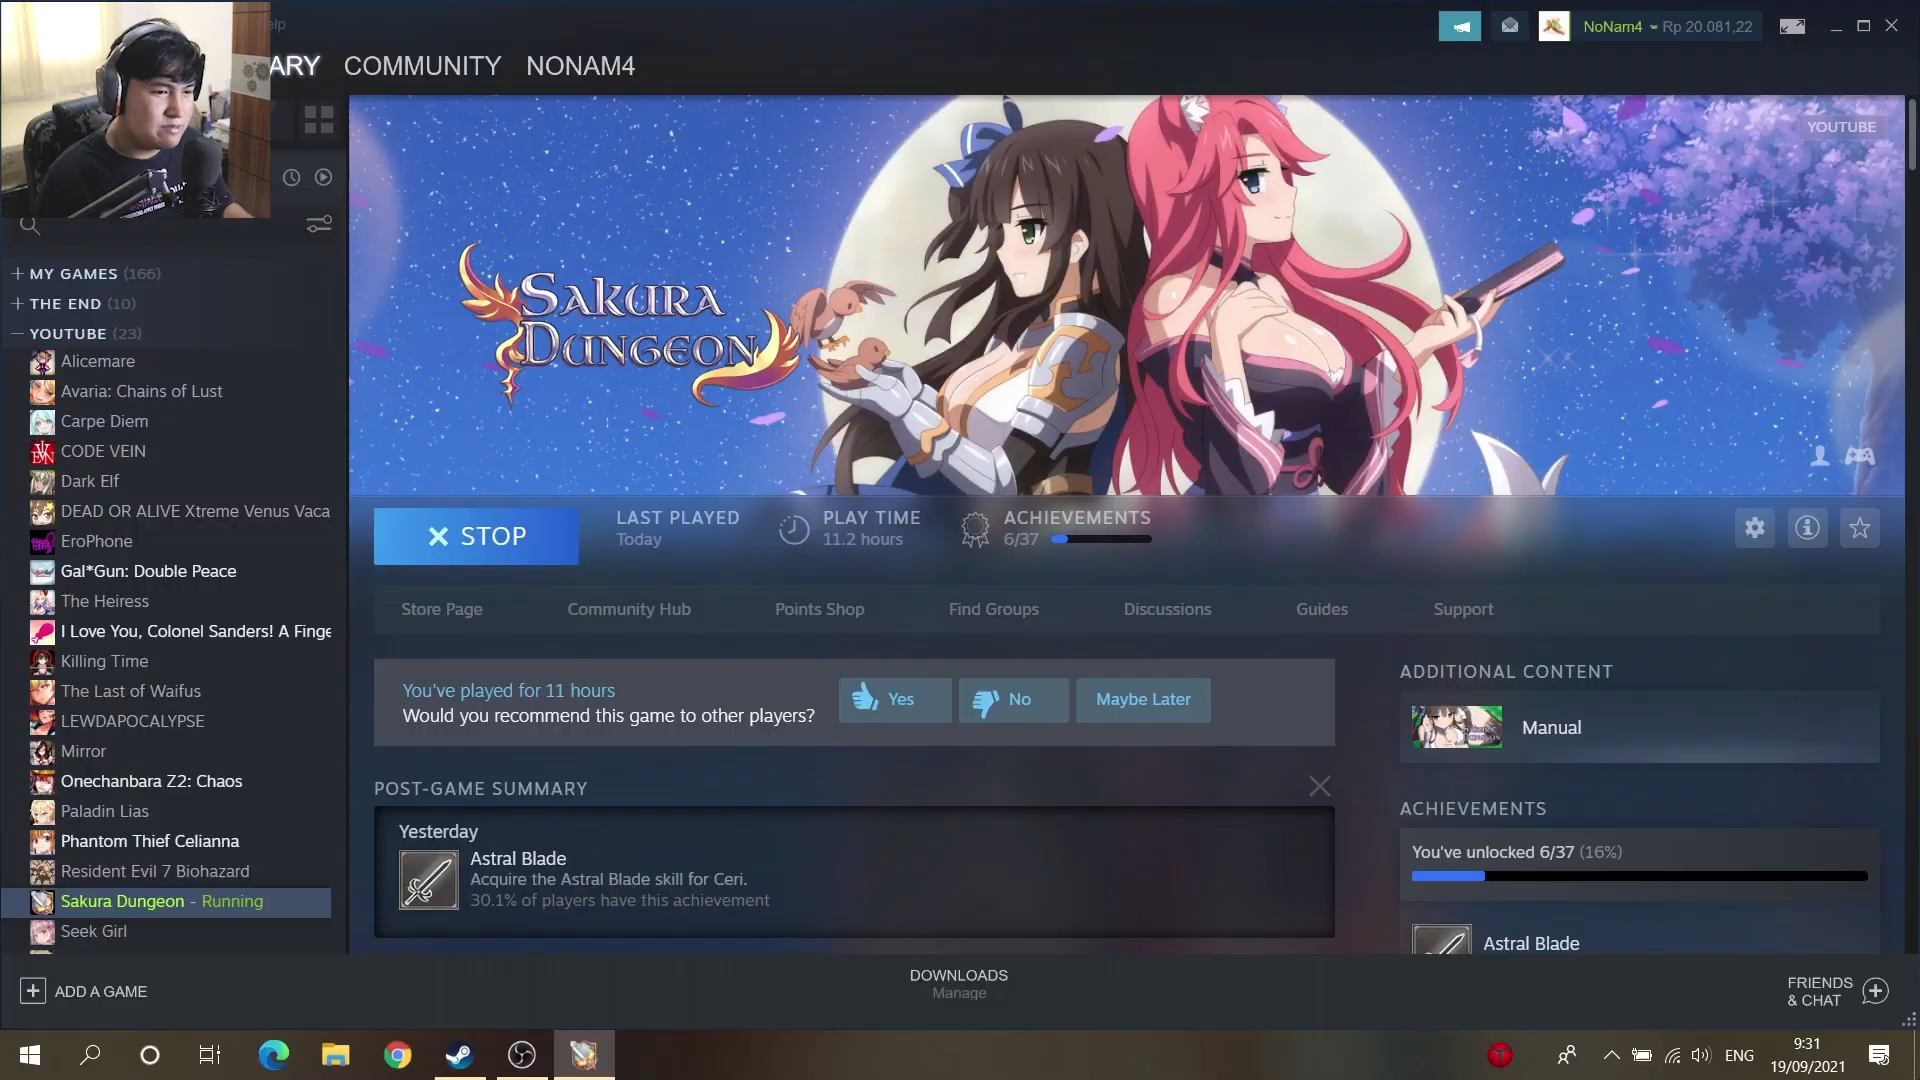 elp
NoNam4
Rp 20.081,22
ARY
COMMUNITY
NONAM4
YOUTUBE
SAKURA
DUNGEON
MY GAMES (166)
THE END (10)
YOUTUBE (23)
Alicemare
Avaria: Chains of Lust
Carpe Diem
CODE VEIN
Dark Elf
DEAD OR ALIVE Xtreme Venus Vaca
EroPhone
Gal*Gun: Double Peace
The Heiress
I Love You, Colonel Sanders! A Finge
Killing Time
The Last of Waifus
LEWDAPOCALYPSE
Mirror
Onechanbara Z2: Chaos
Paladin Lias
Phantom Thief Celianna
Resident Evil 7 Biohazard
Sakura Dungeon - Running
Seek Girl
STOP
LAST PLAYED
Today
PLAY TIME
11.2 hours
ACHIEVEMENTS
6/37
Store Page
Community Hub
Points Shop
Find Groups
Discussions
Guides
Support
You've played for 11 hours
Would you recommend this game to other players?
Yes
No
Maybe Later
POST-GAME SUMMARY
Yesterday
Astral Blade
Acquire the Astral Blade skill for Ceri.
30.1% of players have this achievement
ADDITIONAL CONTENT
Manual
ACHIEVEMENTS
You've unlocked 6/37 (16%)
Astral Blade
ADD A GAME
DOWNLOADS
Manage
FRIENDS
& CHAT
ENG
9:31
19/09/2021